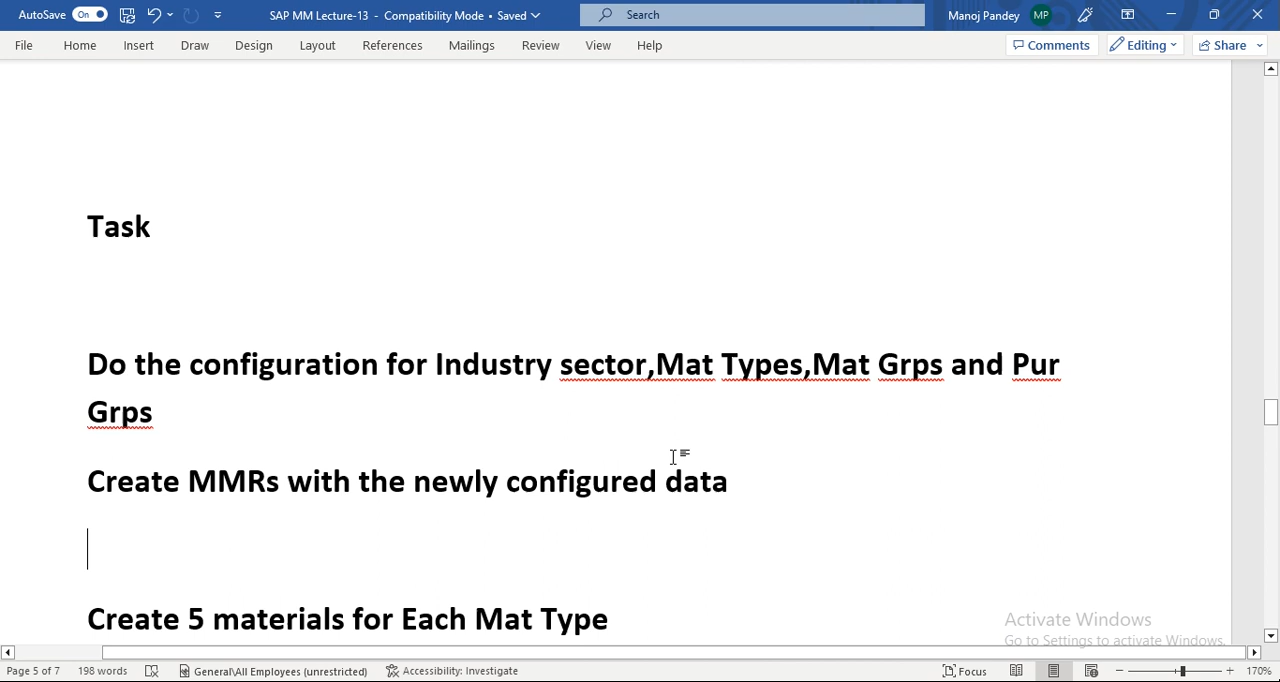 AutoSave On SAP MM Lecture-13 - Compatibility Mode • Saved Search Manoj Pandey MP
File Home Insert Draw Design Layout References Mailings Review View Help Comments Editing Share
Task
Do the configuration for Industry sector,Mat Types,Mat Grps and Pur
Grps
Create MMRs with the newly configured data
Create 5 materials for Each Mat Type
Activate Windows
Go to Settings to activate Windows.
Page 5 of 7 198 words General\All Employees (unrestricted) Accessibility: Investigate Focus 170%